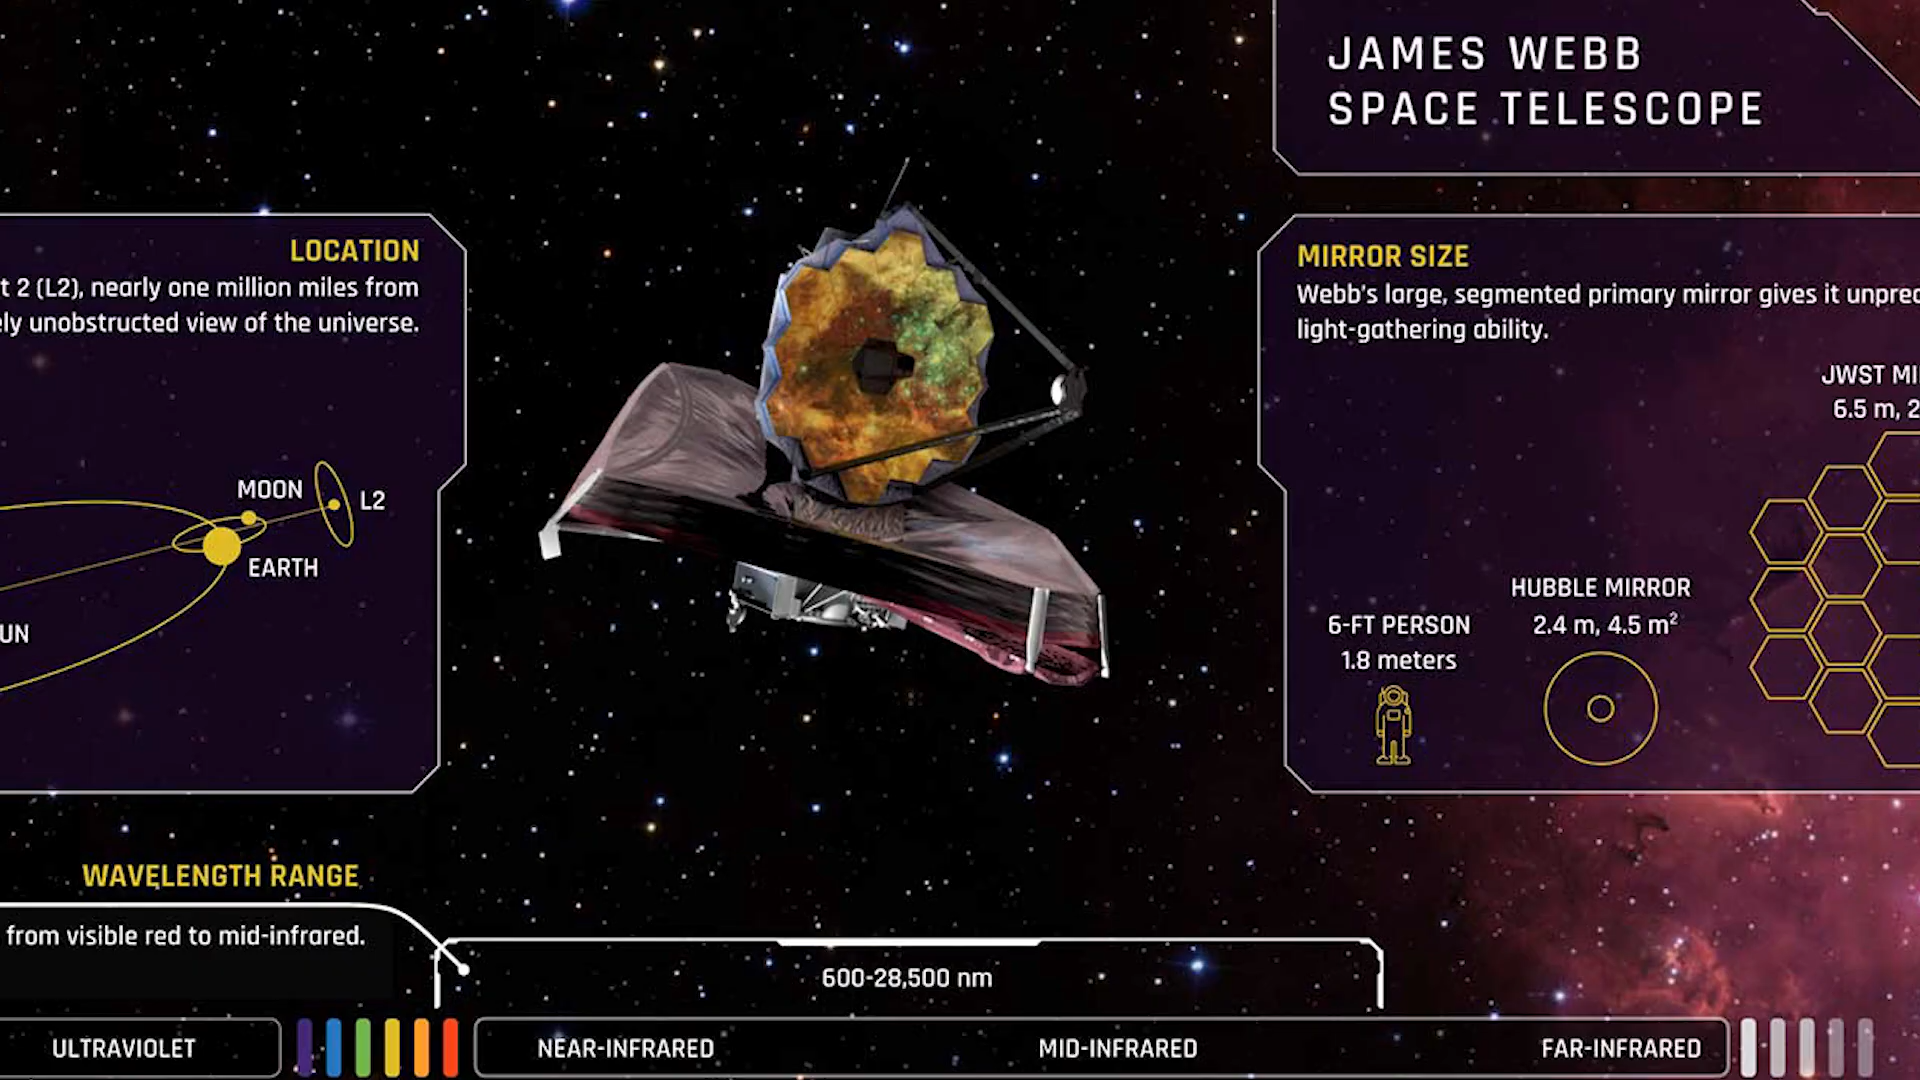 JAMES WEBB
SPACE TELESCOPE
LOCATION
t 2 (L2), nearly one million miles from
ely unobstructed view of the universe.
MOON
L2
EARTH
UN
MIRROR SIZE
Webb's large, segmented primary mirror gives it unprec
light-gathering ability.
JWST MI
6.5 m, 2
HUBBLE MIRROR
2.4 m, 4.5 m²
6-FT PERSON
1.8 meters
WAVELENGTH RANGE
from visible red to mid-infrared.
600-28,500 nm
ULTRAVIOLET
NEAR-INFRARED
MID-INFRARED
FAR-INFRARED